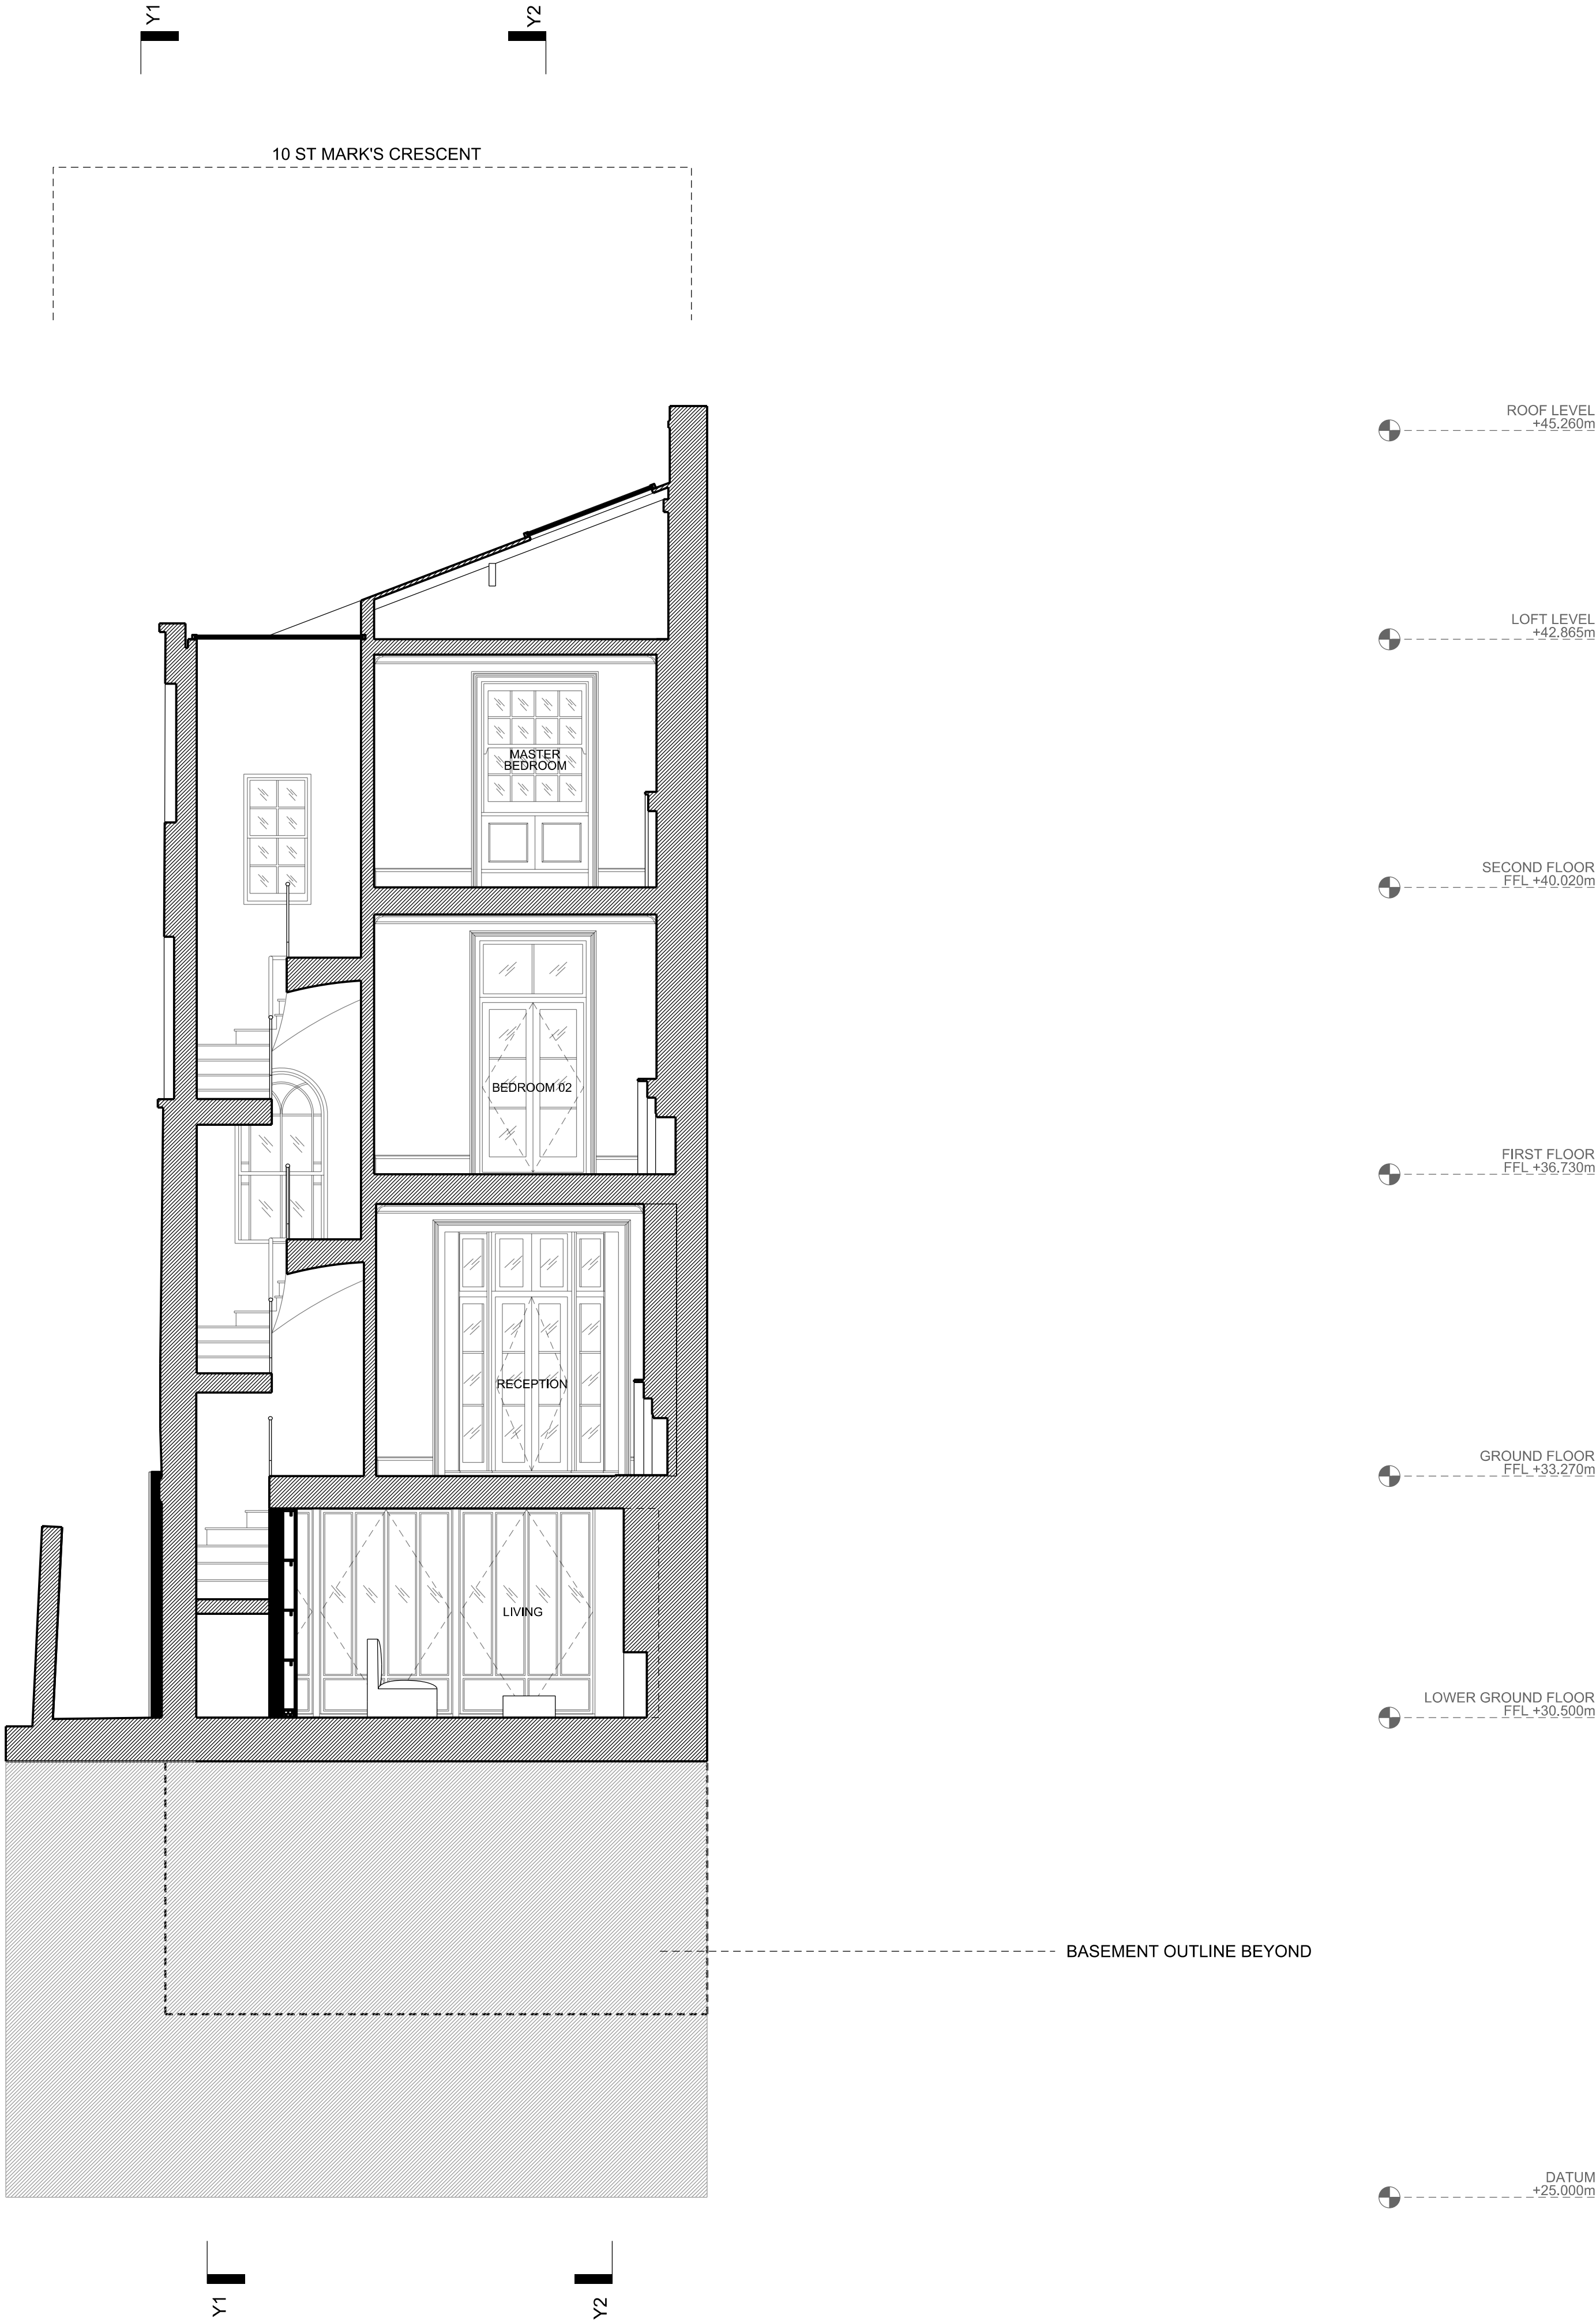 Y1
Y2
10 ST MARK'S CRESCENT
ROOF LEVEL
+45.260m
LOFT LEVEL
+42.865m
MASTER
BEDROOM
SECOND FLOOR
FFL +40.020m
BEDROOM 02
FIRST FLOOR
FFL +36.730m
RECEPTION
GROUND FLOOR
FFL +33.270m
LIVING
LOWER GROUND FLOOR
FFL +30.500m
BASEMENT OUTLINE BEYOND
DATUM
+25.000m
Y1
Y2